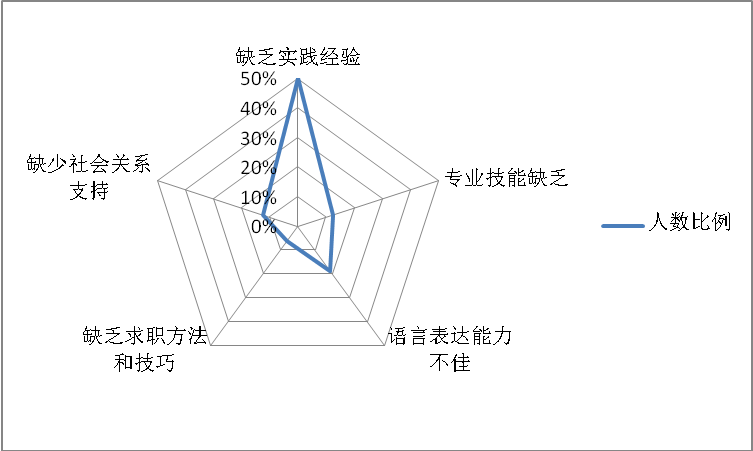 缺乏实践经验
50%
40%
30%
20%
10%
0%
缺少社会关系
支持
专业技能缺乏
人数比例
缺乏求职方法
和技巧
语言表达能力
不佳